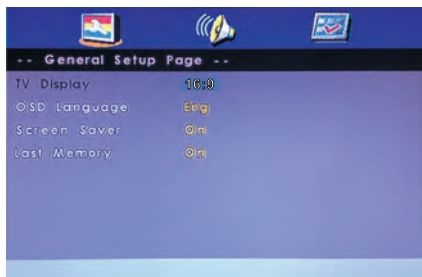 -- General Setup Page --
TV Display 16:9
OSD Language Eng
Screen Saver On
Last Memory On